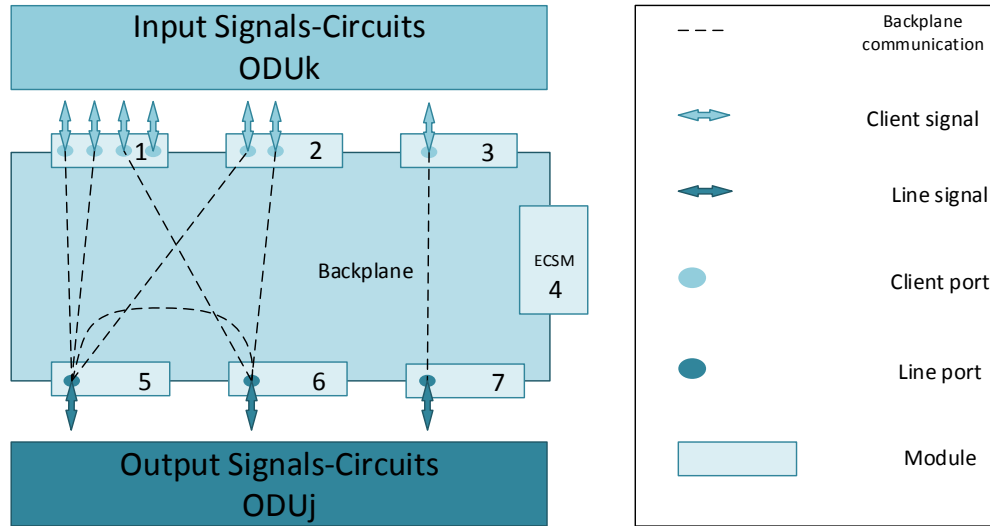 Input Signals-Circuits
ODUk
1
2
3
ECSM
4
Backplane
5
6
7
Output Signals-Circuits
ODUj
Backplane
communication
Client signal
Line signal
Client port
Line port
Module